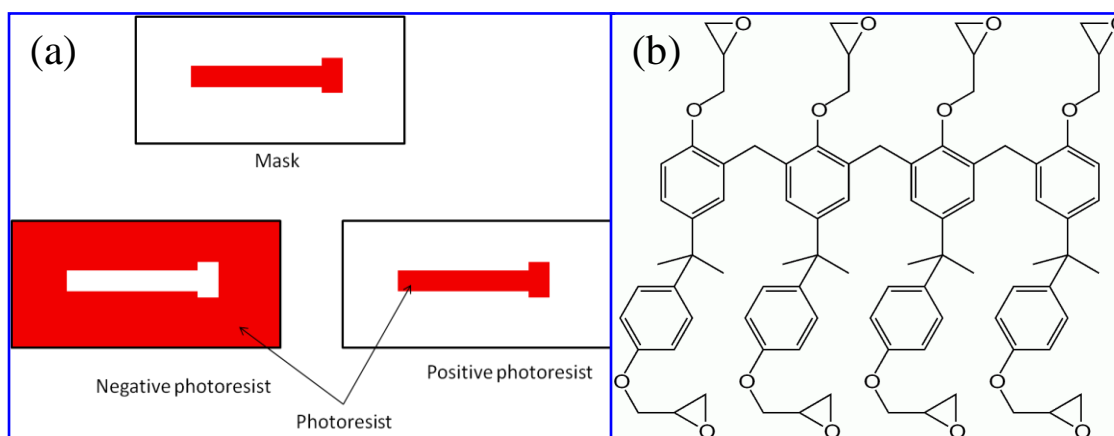 (a)
Mask
Negative photoresist
Positive photoresist
Photoresist
(b)
O O O O
O O O O
O O O O
O O O O